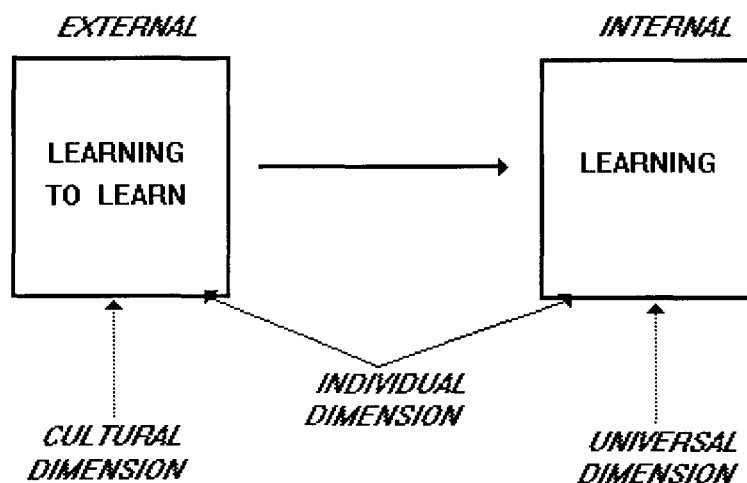 EXTERNAL
INTERNAL
LEARNING
TO LEARN
LEARNING
INDIVIDUAL
DIMENSION
CULTURAL
DIMENSION
UNIVERSAL
DIMENSION